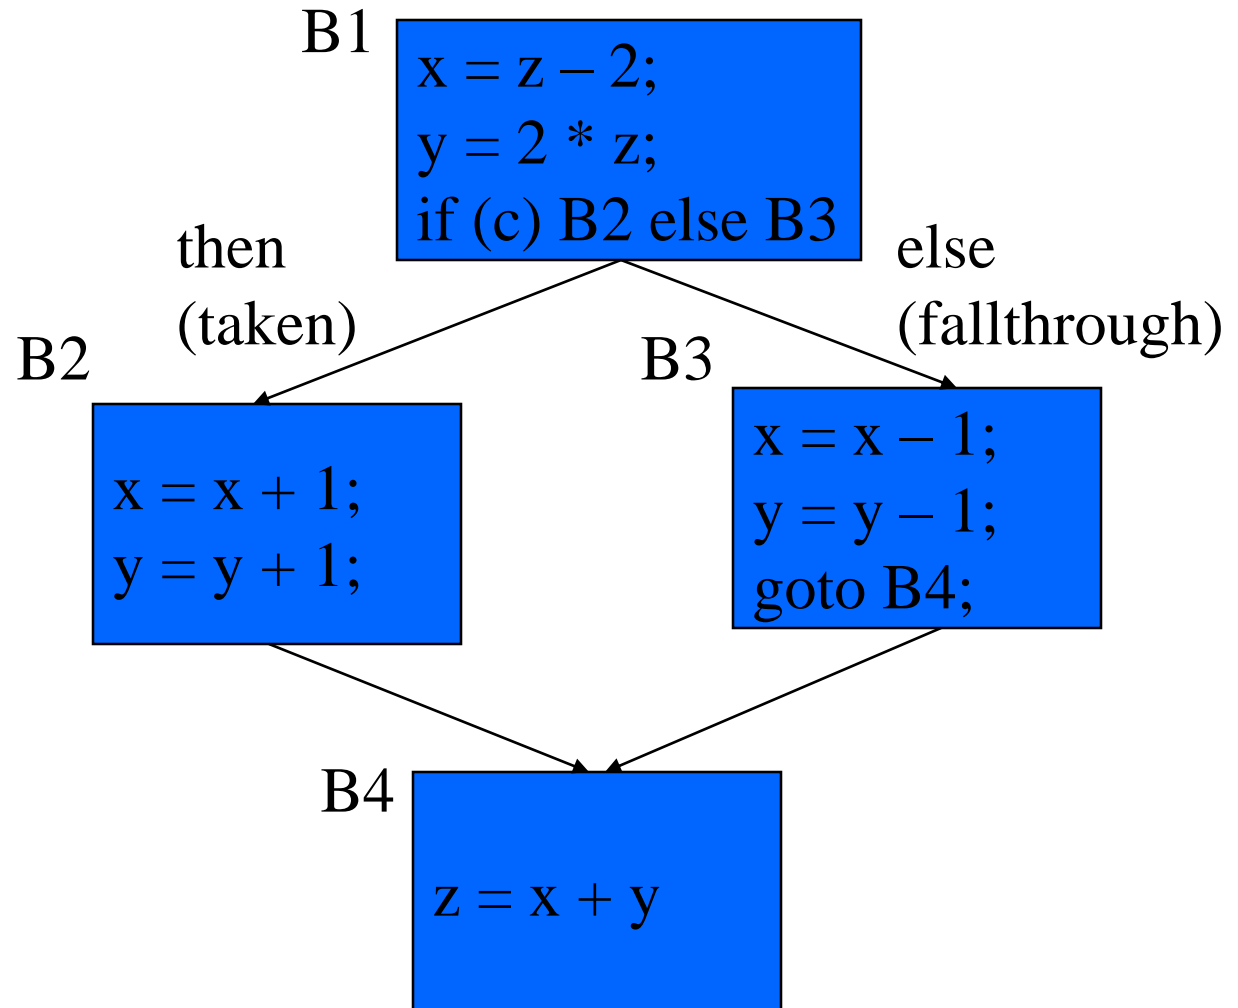 B1
x = z – 2;
y = 2 * z;
if (c) B2 else B3
then
(taken)
else
(fallthrough)
B2
x = x + 1;
y = y + 1;
B3
x = x – 1;
y = y – 1;
goto B4;
B4
z = x + y